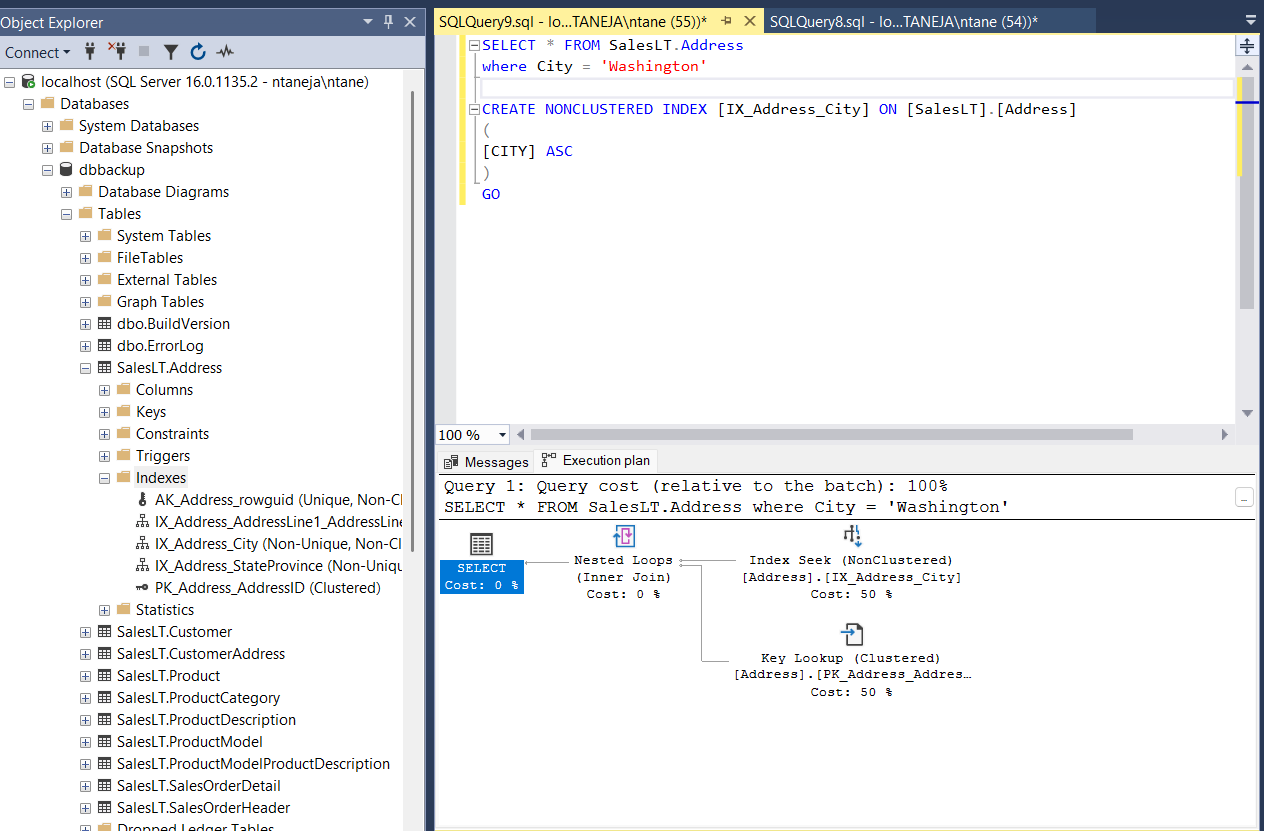 Object Explorer
Connect
localhost (SQL Server 16.0.1135.2 - ntaneja\ntane)
Databases
System Databases
Database Snapshots
dbbackup
Database Diagrams
Tables
System Tables
FileTables
External Tables
Graph Tables
dbo.BuildVersion
dbo.ErrorLog
SalesLT.Address
Columns
Keys
Constraints
Triggers
Indexes
AK_Address_rowguid (Unique, Non-Cl
IX_Address_AddressLine1_AddressLine
IX_Address_City (Non-Unique, Non-Cl
IX_Address_StateProvince (Non-Uniqu
PK_Address_AddressID (Clustered)
Statistics
SalesLT.Customer
SalesLT.CustomerAddress
SalesLT.Product
SalesLT.ProductCategory
SalesLT.ProductDescription
SalesLT.ProductModel
SalesLT.ProductModelProductDescription
SalesLT.SalesOrderDetail
SalesLT.SalesOrderHeader
Dropped Ledger Tables
SQLQuery9.sql - lo...TANEJA\ntane (55))*
SQLQuery8.sql - lo...TANEJA\ntane (54))*
SELECT * FROM SalesLT.Address
where City = 'Washington'
CREATE NONCLUSTERED INDEX [IX_Address_City] ON [SalesLT].[Address]
(
[CITY] ASC
)
GO
100 %
Messages
Execution plan
Query 1: Query cost (relative to the batch): 100%
SELECT * FROM SalesLT.Address where City = 'Washington'
SELECT
Cost: 0 %
Nested Loops
(Inner Join)
Cost: 0 %
Index Seek (NonClustered)
[Address].[IX_Address_City]
Cost: 50 %
Key Lookup (Clustered)
[Address].[PK_Address_Addres…
Cost: 50 %